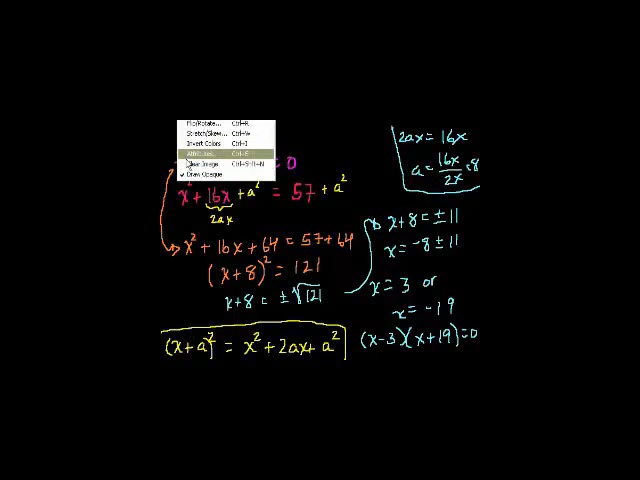 Flip/Rotate... Ctrl+R
Stretch/Skew... Ctrl+W
Invert Colors Ctrl+I
Attributes... Ctrl+E
Clear Image Ctrl+Shft+N
✓ Draw Opaque
= 0
x² + 16x + a² = 57 + a²
2ax
x² + 16x + 64 = 57 + 64
(x + 8)² = 121
x + 8 = ± √121
(x + a)² = x² + 2ax + a²
2ax = 16x
a = 16x/2x = 8
x + 8 = ± 11
x = -8 ± 11
x = 3 or
x = -19
(x - 3)(x + 19) = 0